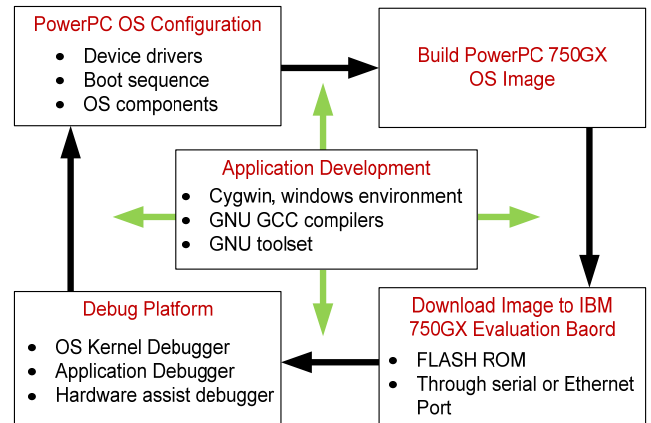 PowerPC OS Configuration
• Device drivers
• Boot sequence
• OS components
Build PowerPC 750GX
OS Image
Application Development
• Cygwin, windows environment
• GNU GCC compilers
• GNU toolset
Debug Platform
• OS Kernel Debugger
• Application Debugger
• Hardware assist debugger
Download Image to IBM
750GX Evaluation Baord
• FLASH ROM
• Through serial or Ethernet
Port